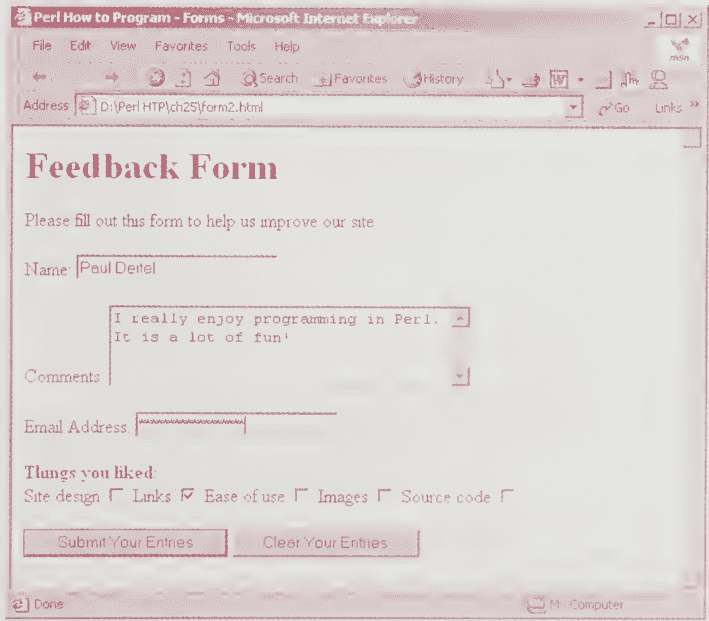 Perl How to Program - Forms - Microsoft Internet Explorer
File Edit View Favorites Tools Help
msn
Search Favorites History
Address D:\Perl HTP\ch25\form2.html Go Links »
Feedback Form
Please fill out this form to help us improve our site
Name: Paul Deitel
I really enjoy programming in Perl.
It is a lot of fun!
Comments
Email Address: ******************
Things you liked:
Site design Links Ease of use Images Source code
Submit Your Entries Clear Your Entries
Done My Computer